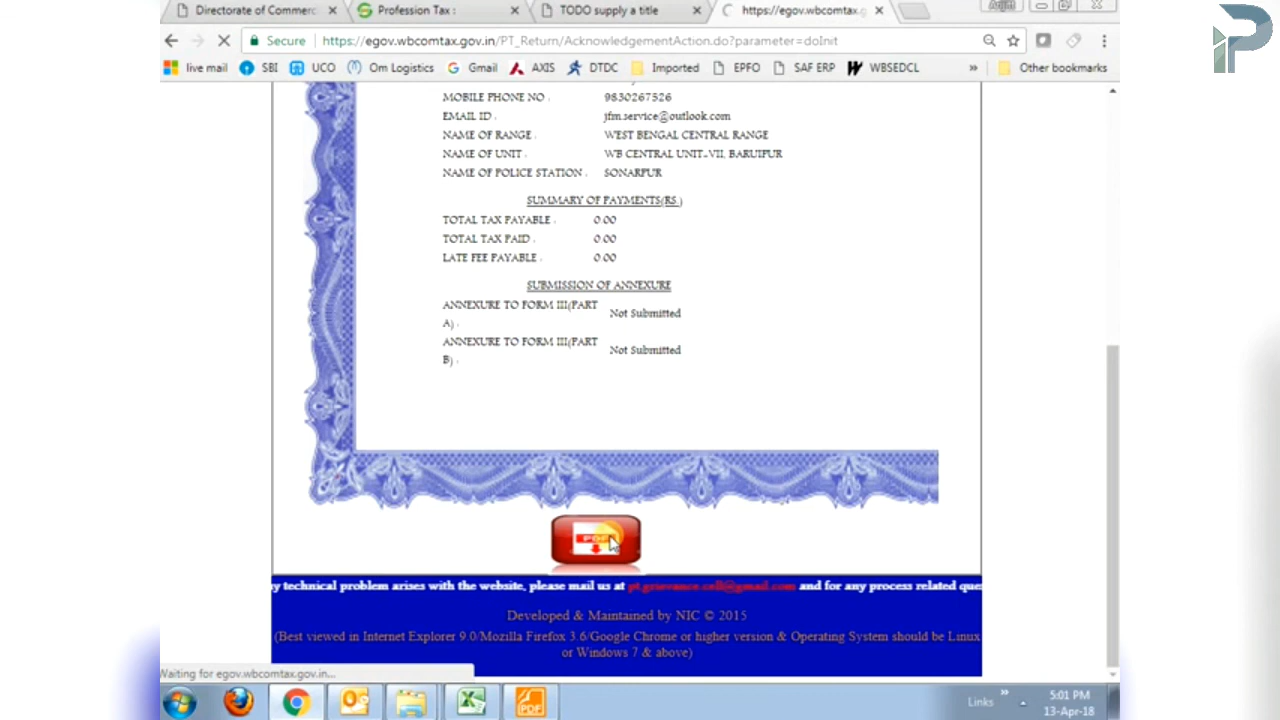 Directorate of Commerc
Profession Tax :
TODO supply a title
https://egov.wbcomtax.g
Secure
https://egov.wbcomtax.gov.in/PT_Return/AcknowledgementAction.do?parameter=doInit
live mail
SBI
UCO
Om Logistics
Gmail
AXIS
DTDC
Imported
EPFO
SAF ERP
WBSEDCL
»
Other bookmarks
MOBILE PHONE NO : 9830267526
EMAIL ID : jfm.service@outlook.com
NAME OF RANGE : WEST BENGAL CENTRAL RANGE
NAME OF UNIT : WB CENTRAL UNIT-VII, BARUIPUR
NAME OF POLICE STATION : SONARPUR
SUMMARY OF PAYMENTS(RS.)
TOTAL TAX PAYABLE : 0.00
TOTAL TAX PAID : 0.00
LATE FEE PAYABLE : 0.00
SUBMISSION OF ANNEXURE
ANNEXURE TO FORM III(PART
A) : Not Submitted
ANNEXURE TO FORM III(PART
B) : Not Submitted
PDF
y technical problem arises with the website, please mail us at pt.grievance.cell@gmail.com and for any process related que
Developed & Maintained by NIC © 2015
(Best viewed in Internet Explorer 9.0/Mozilla Firefox 3.6/Google Chrome or higher version & Operating System should be Linux
or Windows 7 & above)
Waiting for egov.wbcomtax.gov.in...
PDF
Links
»
5:01 PM
13-Apr-18